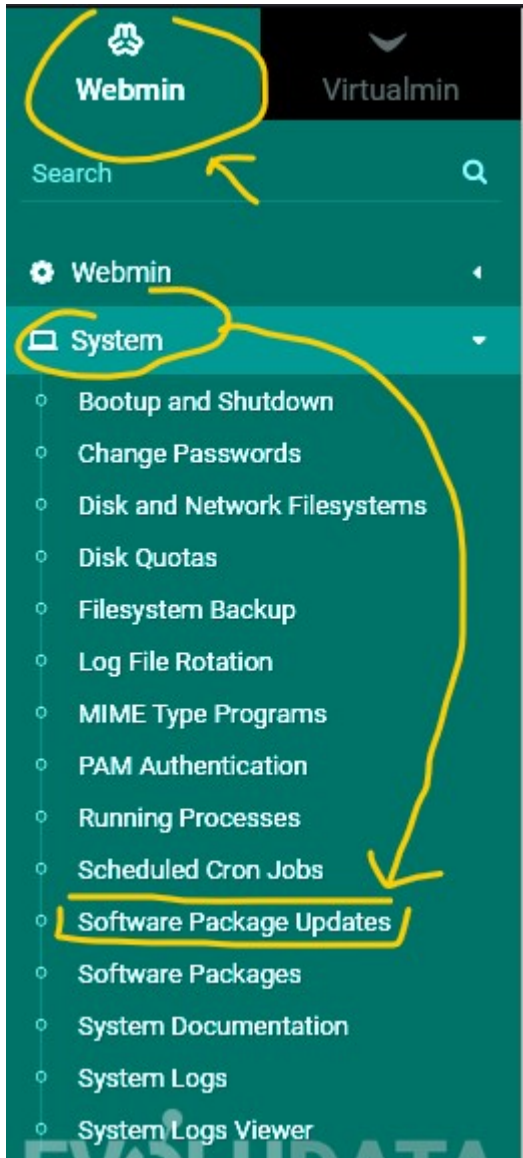 Webmin
Virtualmin
Search
Webmin
System
Bootup and Shutdown
Change Passwords
Disk and Network Filesystems
Disk Quotas
Filesystem Backup
Log File Rotation
MIME Type Programs
PAM Authentication
Running Processes
Scheduled Cron Jobs
Software Package Updates
Software Packages
System Documentation
System Logs
System Logs Viewer